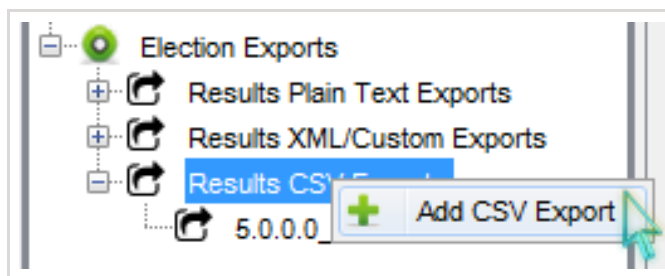 Election Exports
Results Plain Text Exports
Results XML/Custom Exports
Results CSV
Add CSV Export
5.0.0.0_